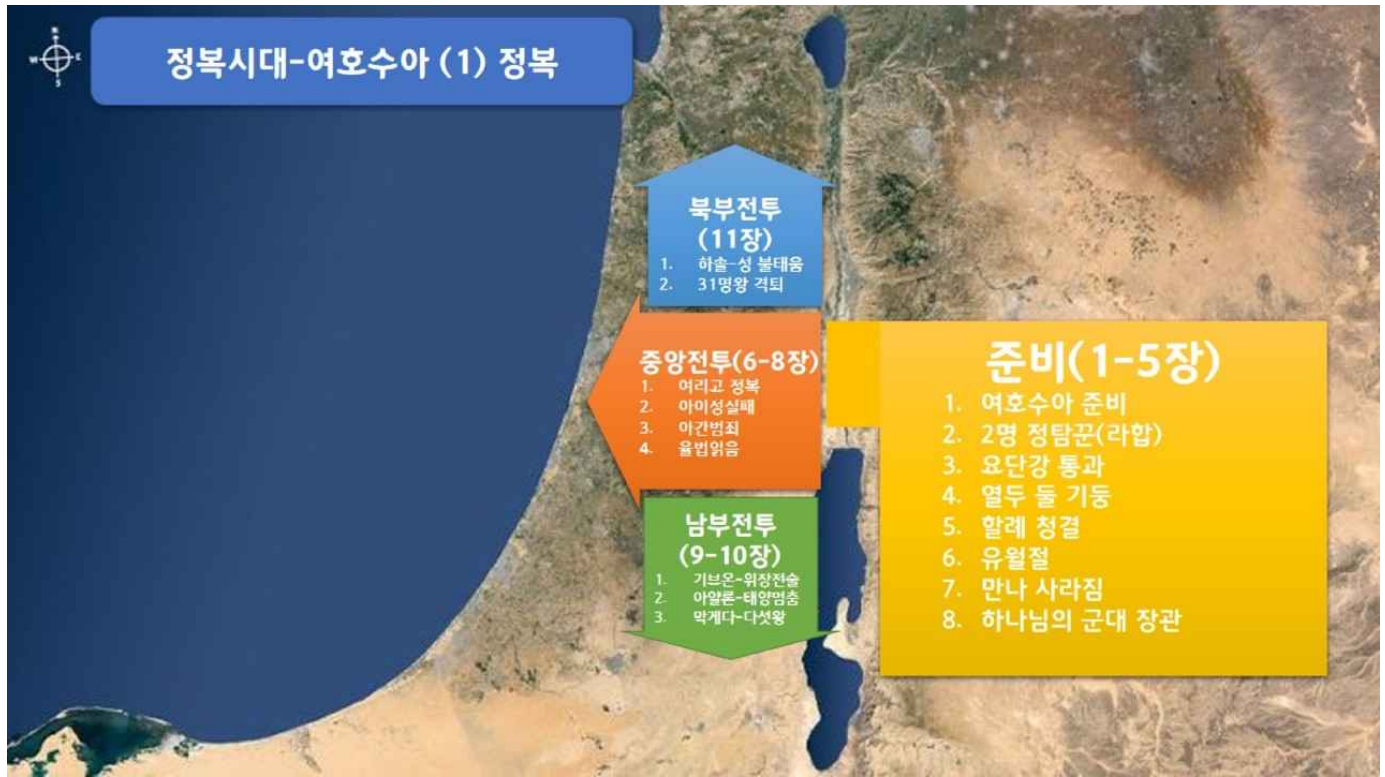 N
W E
S
정복시대-여호수아 (1) 정복
북부전투
(11장)
1. 하솔-성 불태움
2. 31명왕 격퇴
중앙전투(6-8장)
1. 여리고 정복
2. 아이성실패
3. 아간범죄
4. 율법읽음
남부전투
(9-10장)
1. 기브온-위장전술
2. 아얄론-태양멈춤
3. 막게다-다섯왕
준비(1-5장)
1. 여호수아 준비
2. 2명 정탐꾼(라합)
3. 요단강 통과
4. 열두 돌 기둥
5. 할례 청결
6. 유월절
7. 만나 사라짐
8. 하나님의 군대 장관